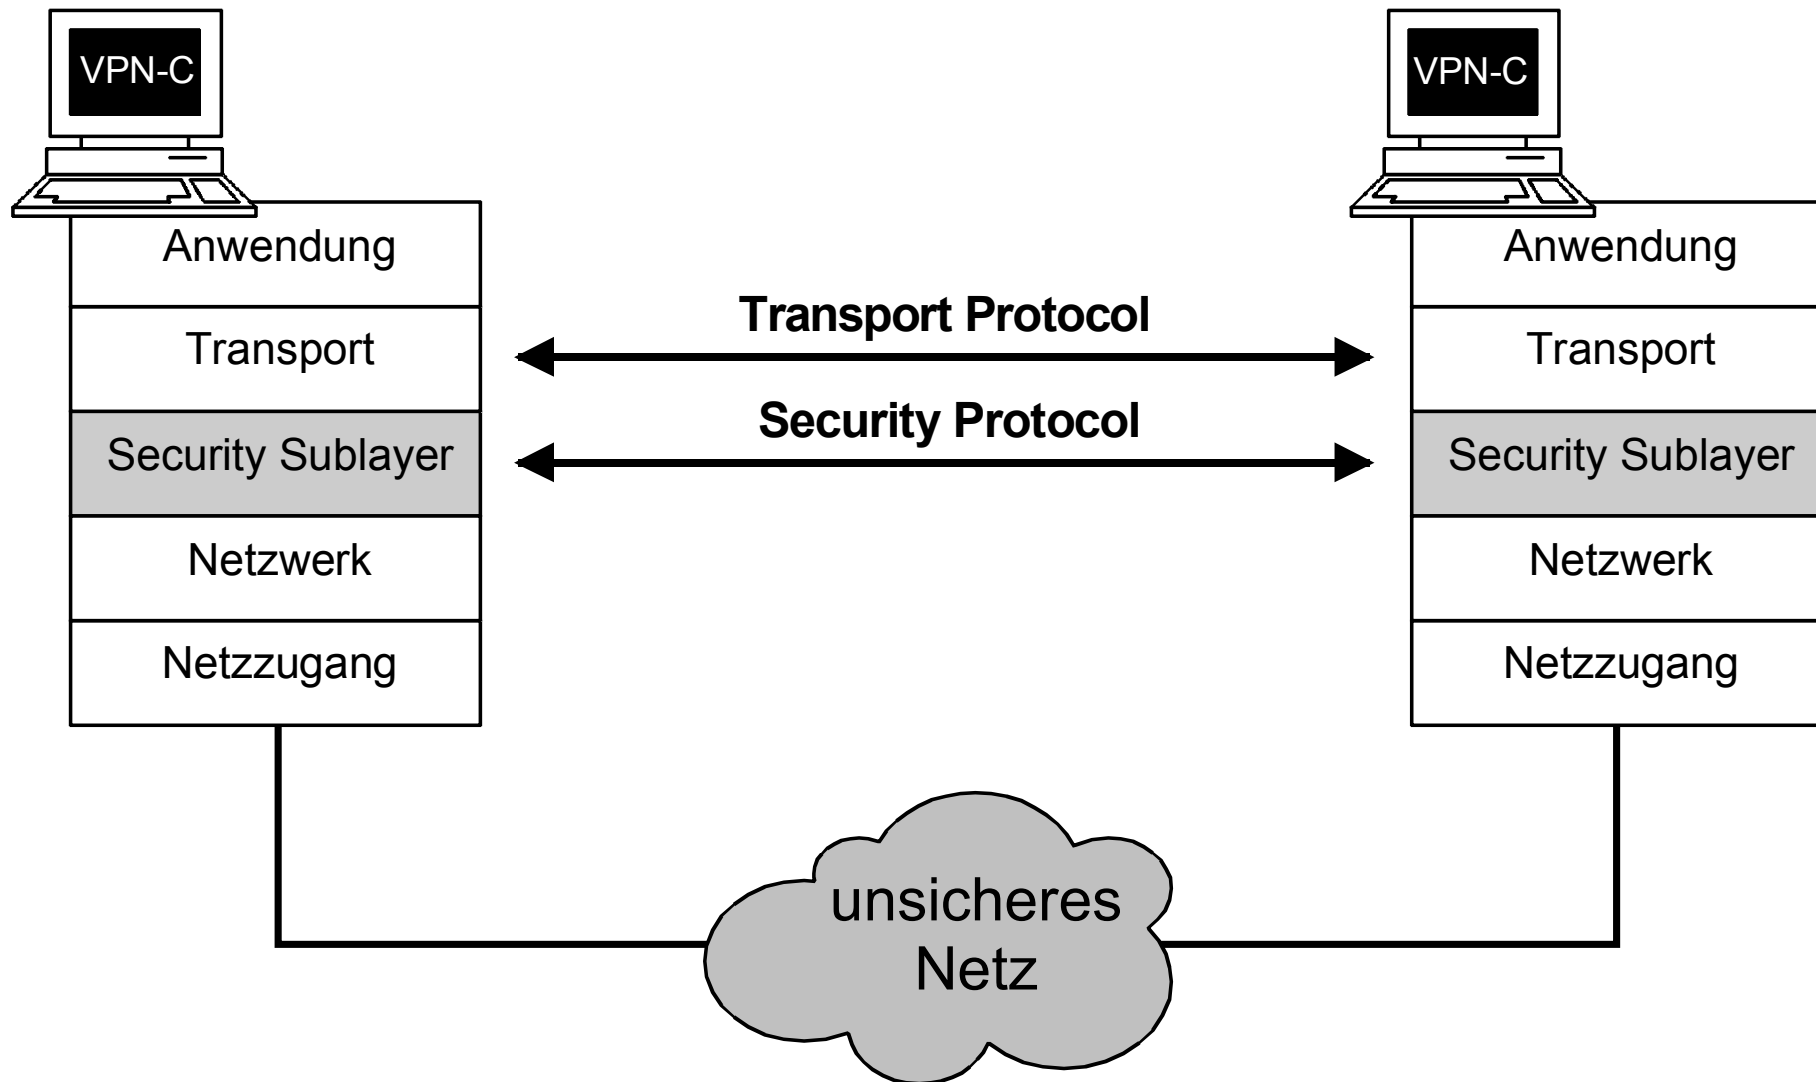 VPN-C
VPN-C
Anwendung
Anwendung
Transport Protocol
Transport
Transport
Security Protocol
Security Sublayer
Security Sublayer
Netzwerk
Netzwerk
Netzzugang
Netzzugang
unsicheres
Netz